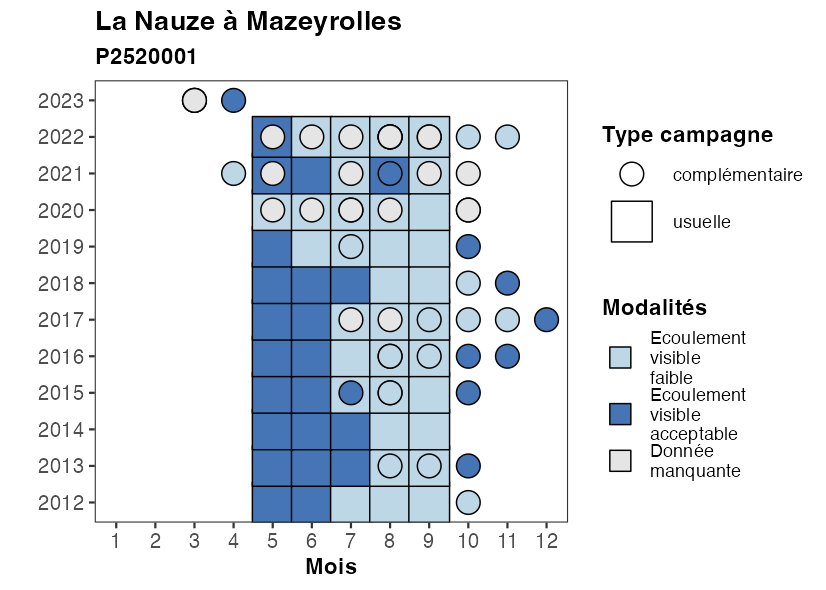 La Nauze à Mazeyrolles
P2520001
2023
2022
2021
2020
2019
2018
2017
2016
2015
2014
2013
2012
1 2 3 4 5 6 7 8 9 10 11 12
Mois
Type campagne
complémentaire
usuelle
Modalités
Ecoulement
visible
faible
Ecoulement
visible
acceptable
Donnée
manquante